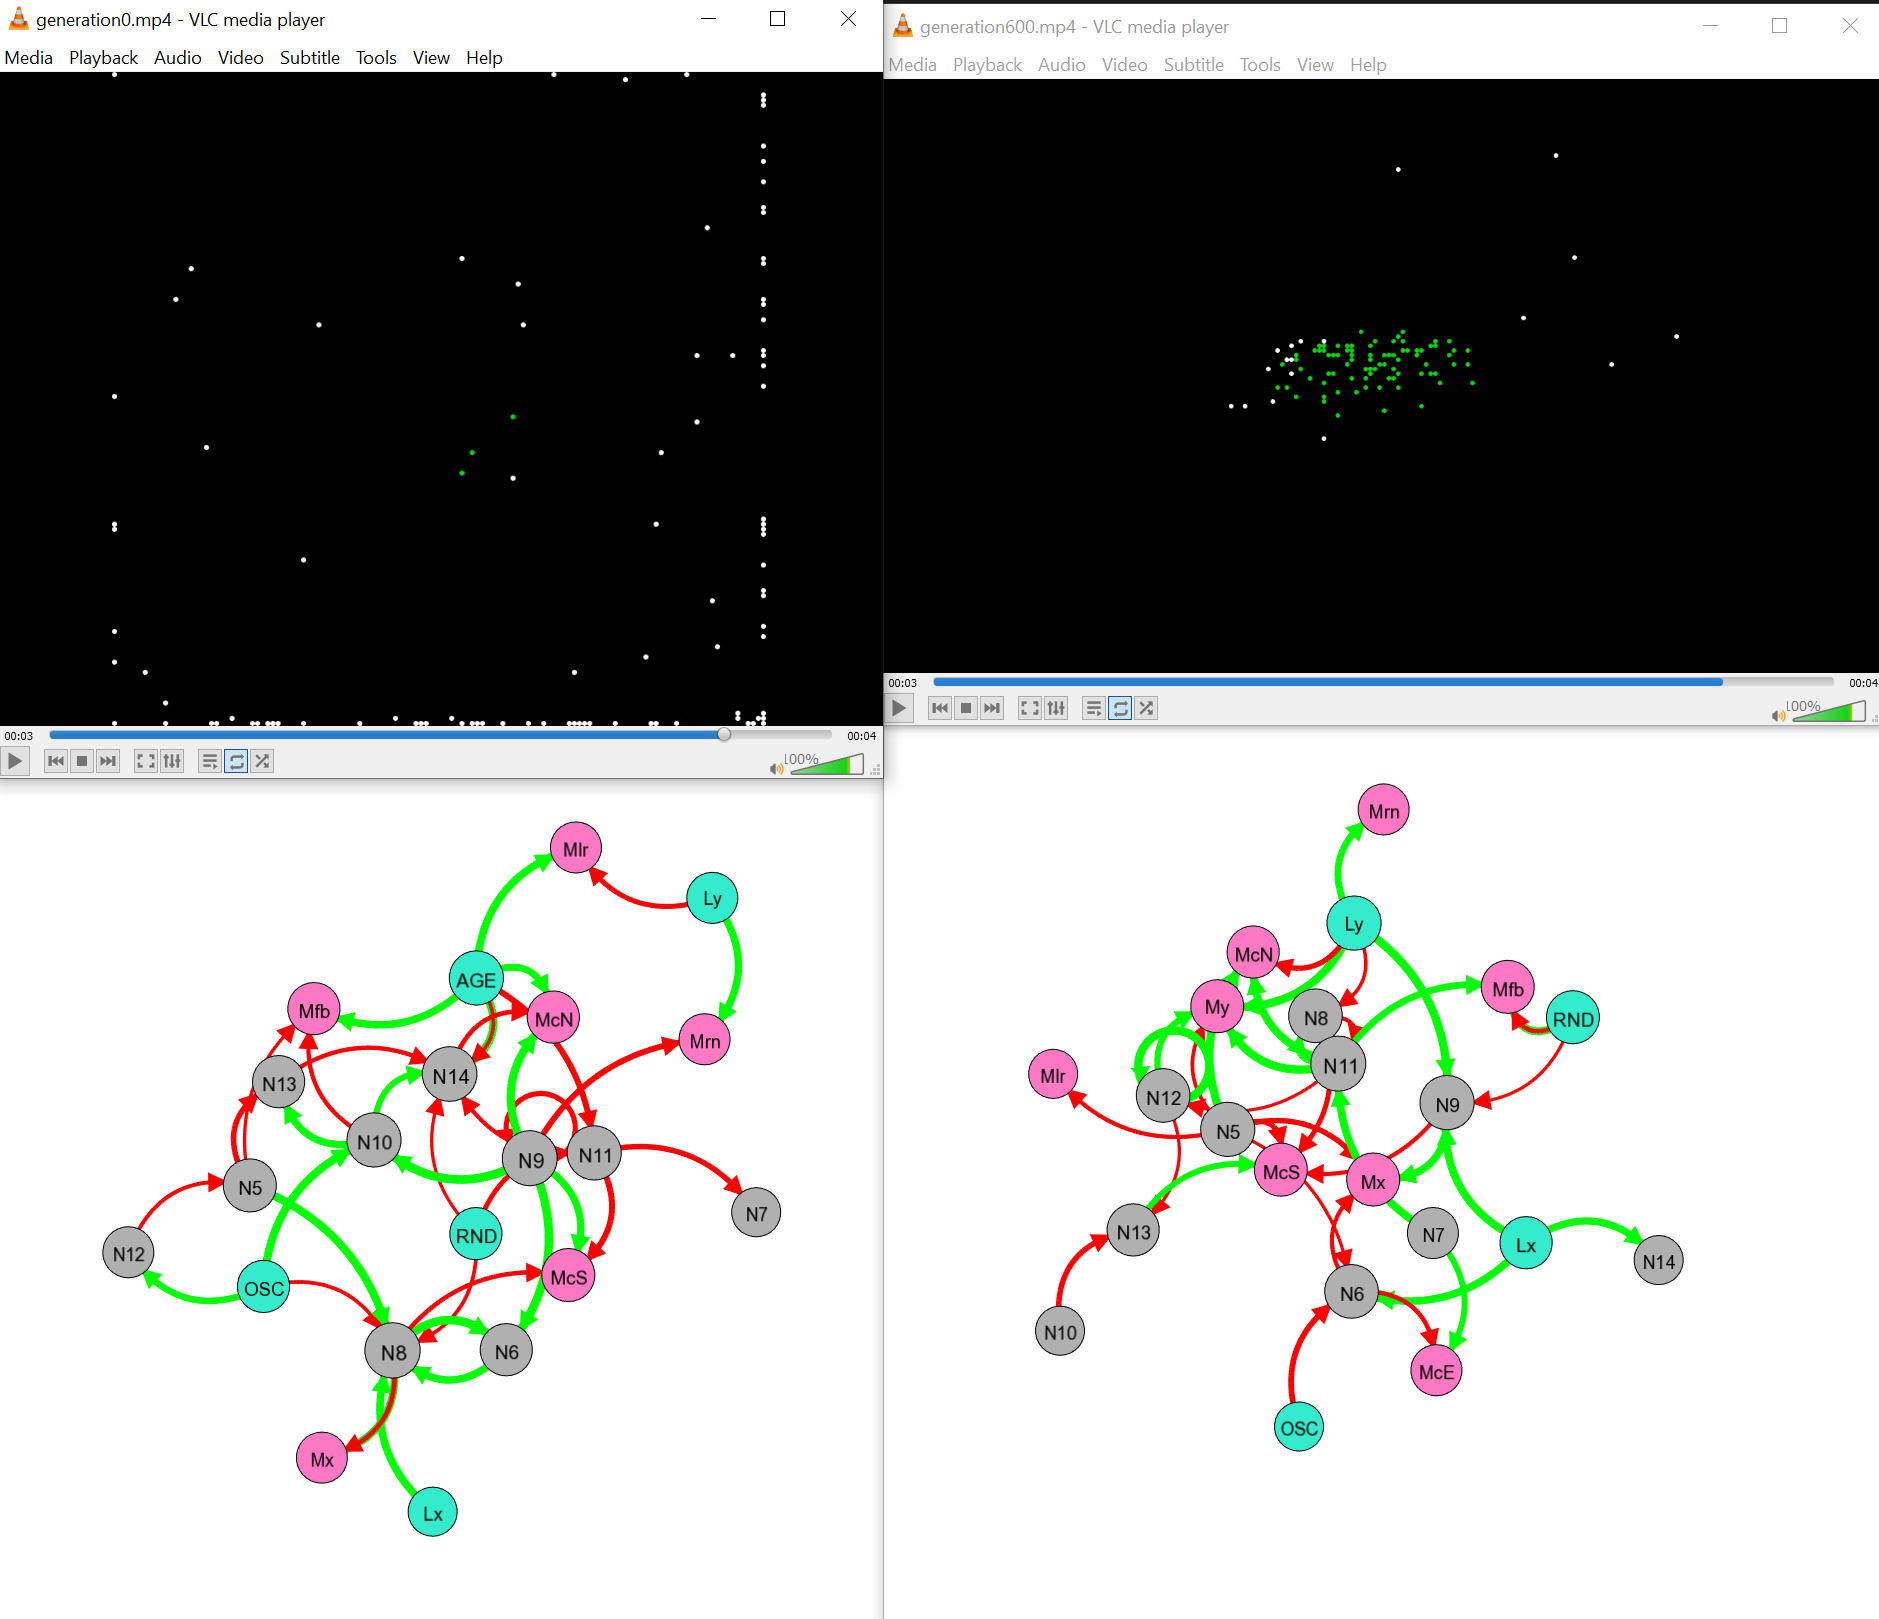 generation0.mp4 - VLC media player
Media Playback Audio Video Subtitle Tools View Help
00:03
00:04
100%
generation600.mp4 - VLC media player
Media Playback Audio Video Subtitle Tools View Help
00:03
00:04
100%
Mlr
Ly
AGE
Mfb
McN
Mrn
N14
N13
N10
N9
N11
N5
N7
RND
N12
McS
OSC
N8
N6
Mx
Lx
Mrn
Ly
McN
Mfb
My
N8
RND
N11
Mlr
N12
N9
N5
McS
Mx
N13
N7
Lx
N14
N6
N10
McE
OSC